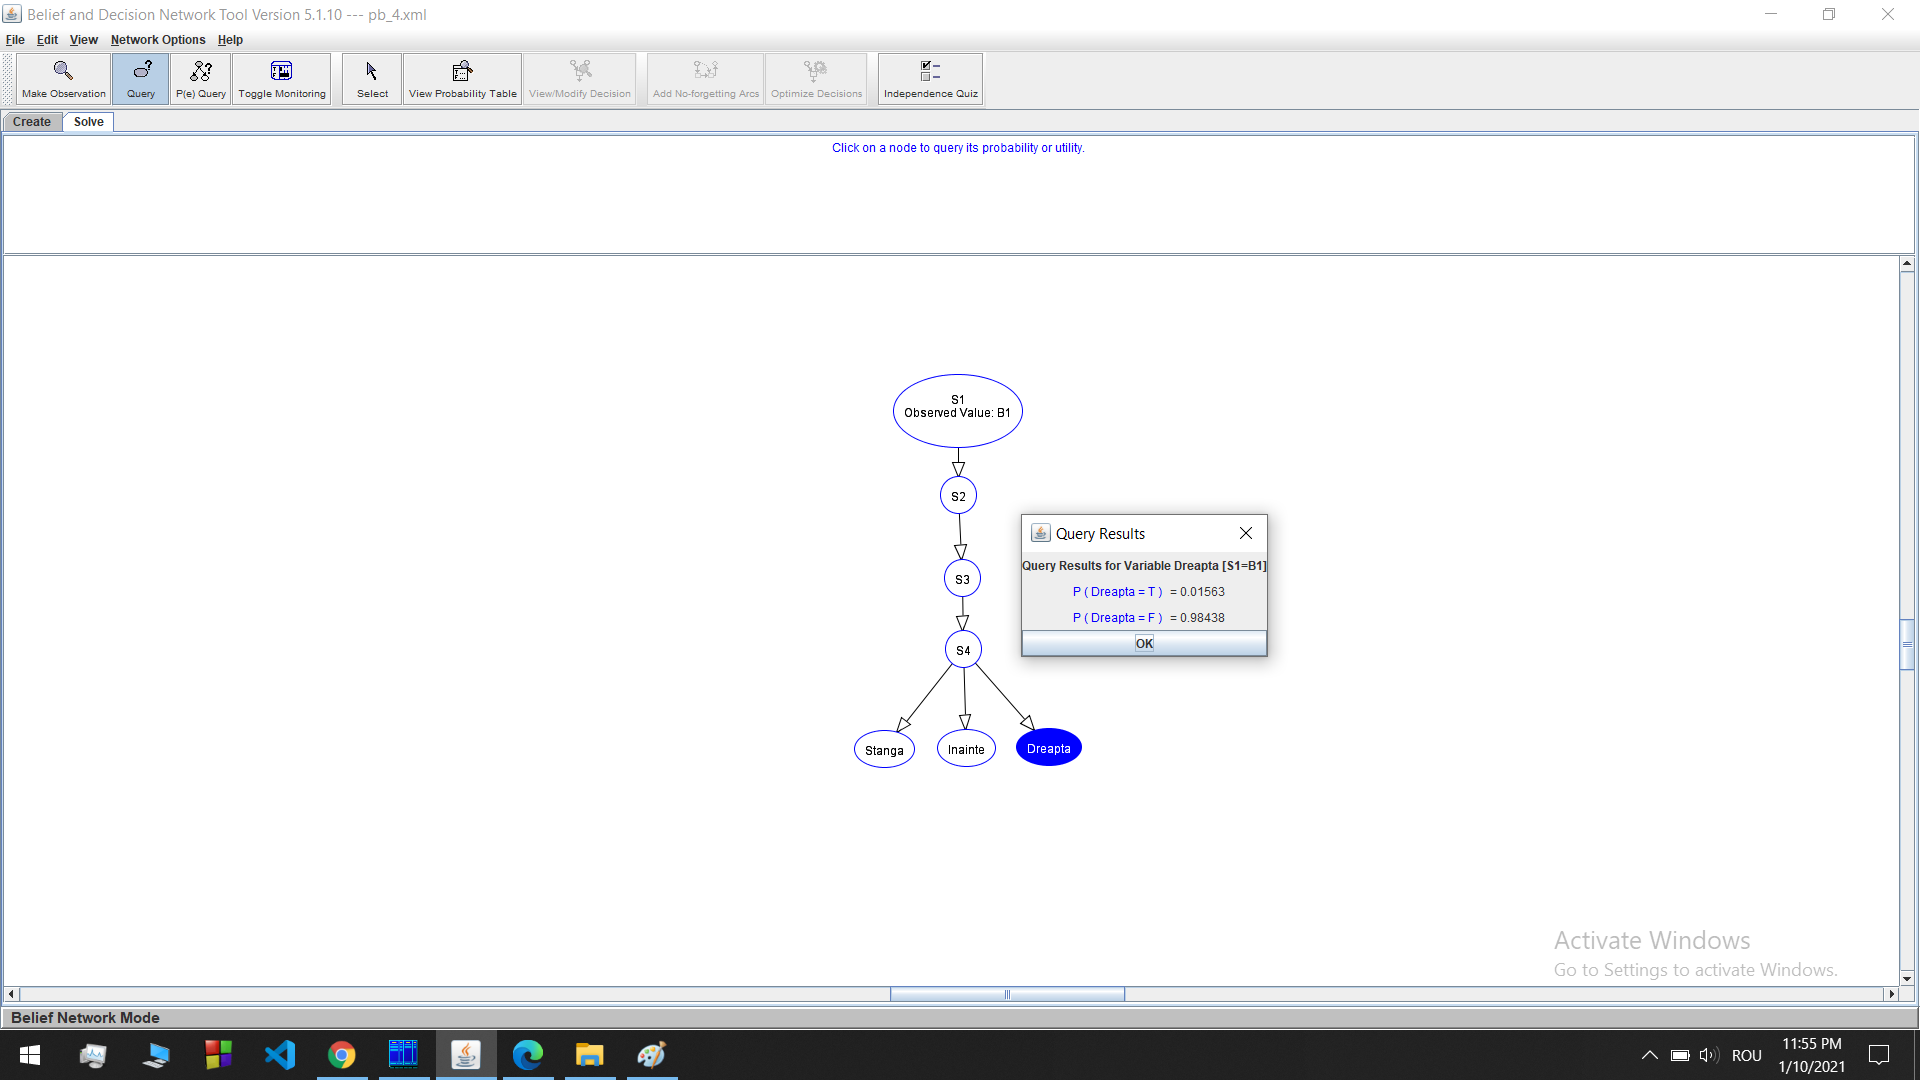 Belief and Decision Network Tool Version 5.1.10 --- pb_4.xml
File Edit View Network Options Help
Make Observation Query P(e) Query Toggle Monitoring Select View Probability Table View/Modify Decision Add No-forgetting Arcs Optimize Decisions Independence Quiz
Create Solve
Click on a node to query its probability or utility.
S1
Observed Value: B1
S2
S3
S4
Stanga Inainte Dreapta
Query Results
Query Results for Variable Dreapta [S1=B1]
P ( Dreapta = T ) = 0.01563
P ( Dreapta = F ) = 0.98438
OK
Activate Windows
Go to Settings to activate Windows.
Belief Network Mode
ROU
11:55 PM
1/10/2021